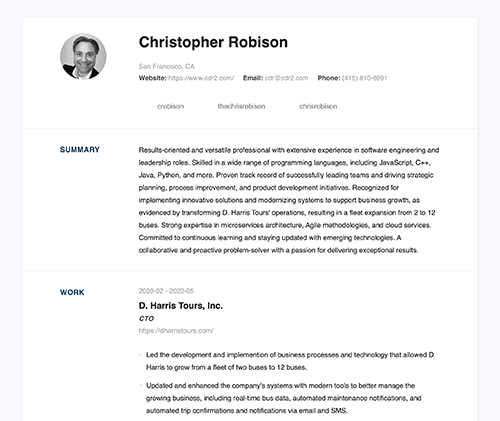 Christopher Robison
San Francisco, CA
Website: https://www.cdr2.com/ Email: cdr@cdr2.com Phone: (415) 810-6991
crobison thechrisrobison chrisrobison
SUMMARY
Results-oriented and versatile professional with extensive experience in software engineering and
leadership roles. Skilled in a wide range of programming languages, including JavaScript, C++,
Java, Python, and more. Proven track record of successfully leading teams and driving strategic
planning, process improvement, and product development initiatives. Recognized for
implementing innovative solutions and modernizing systems to support business growth, as
evidenced by transforming D. Harris Tours' operations, resulting in a fleet expansion from 2 to 12
buses. Strong expertise in microservices architecture, Agile methodologies, and cloud services.
Committed to continuous learning and staying updated with emerging technologies. A
collaborative and proactive problem-solver with a passion for delivering exceptional results.
WORK
2020-02 - 2023-05
D. Harris Tours, Inc.
CTO
https://dharristours.com/
Led the development and implemention of business processes and technology that allowed D
Harris to grow from a fleet of two buses to 12 buses.
Updated and enhanced the company's systems with modern tools to better manage the
growing business, including real-time bus data, automated maintenance notifications, and
automated trip confirmations and notifications via email and SMS.